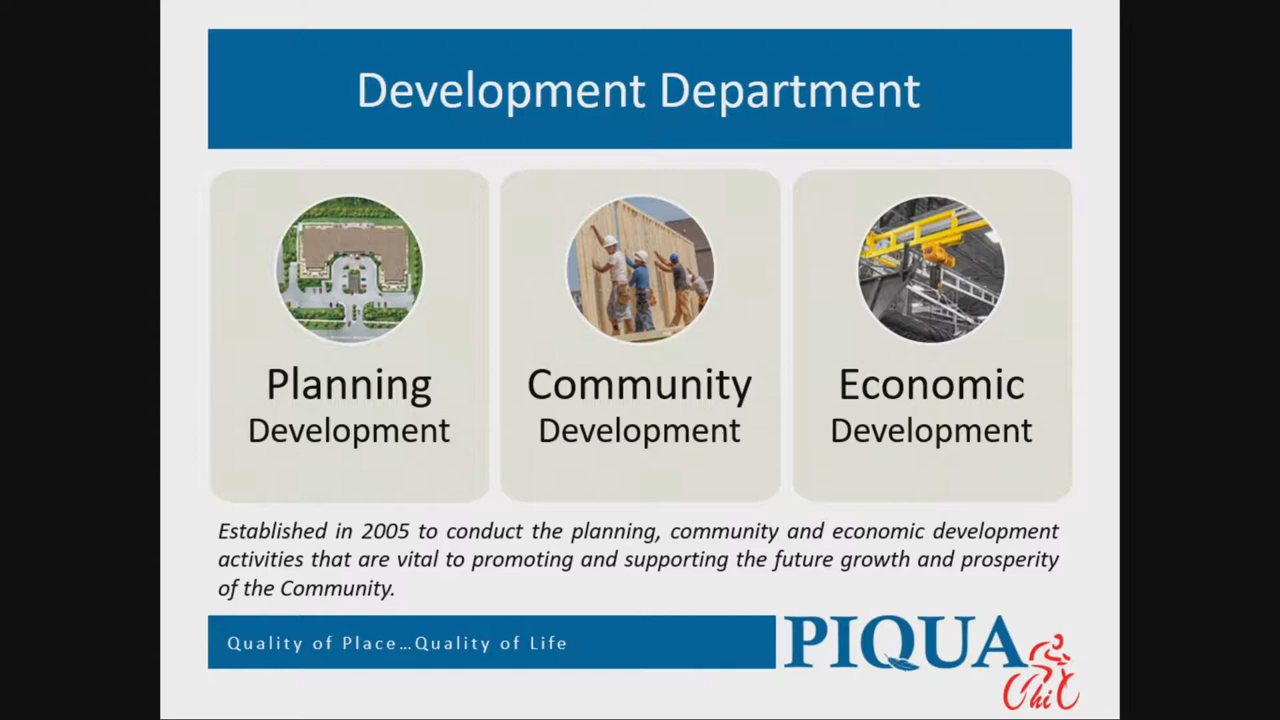 Development Department
Planning
Development
Community
Development
Economic
Development
Established in 2005 to conduct the planning, community and economic development
activities that are vital to promoting and supporting the future growth and prosperity
of the Community.
Quality of Place…Quality of Life
PIQUA
Ohio